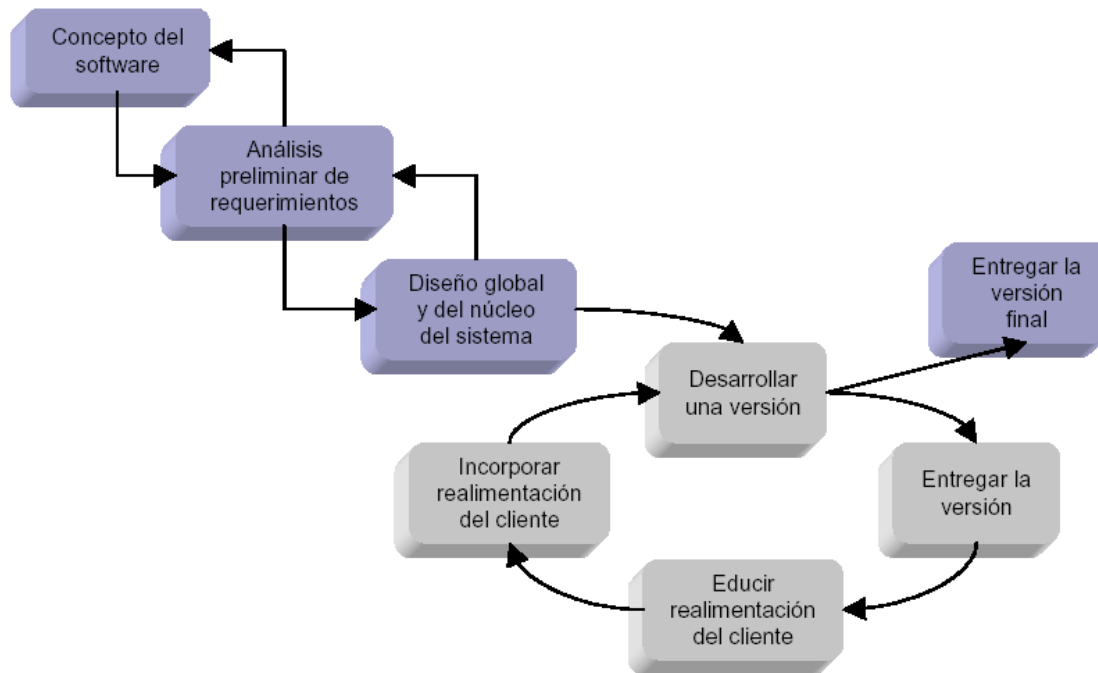 Concepto del
software
Análisis
preliminar de
requerimientos
Diseño global
y del núcleo
del sistema
Entregar la
versión
final
Desarrollar
una versión
Incorporar
realimentación
del cliente
Entregar la
versión
Educir
realimentación
del cliente